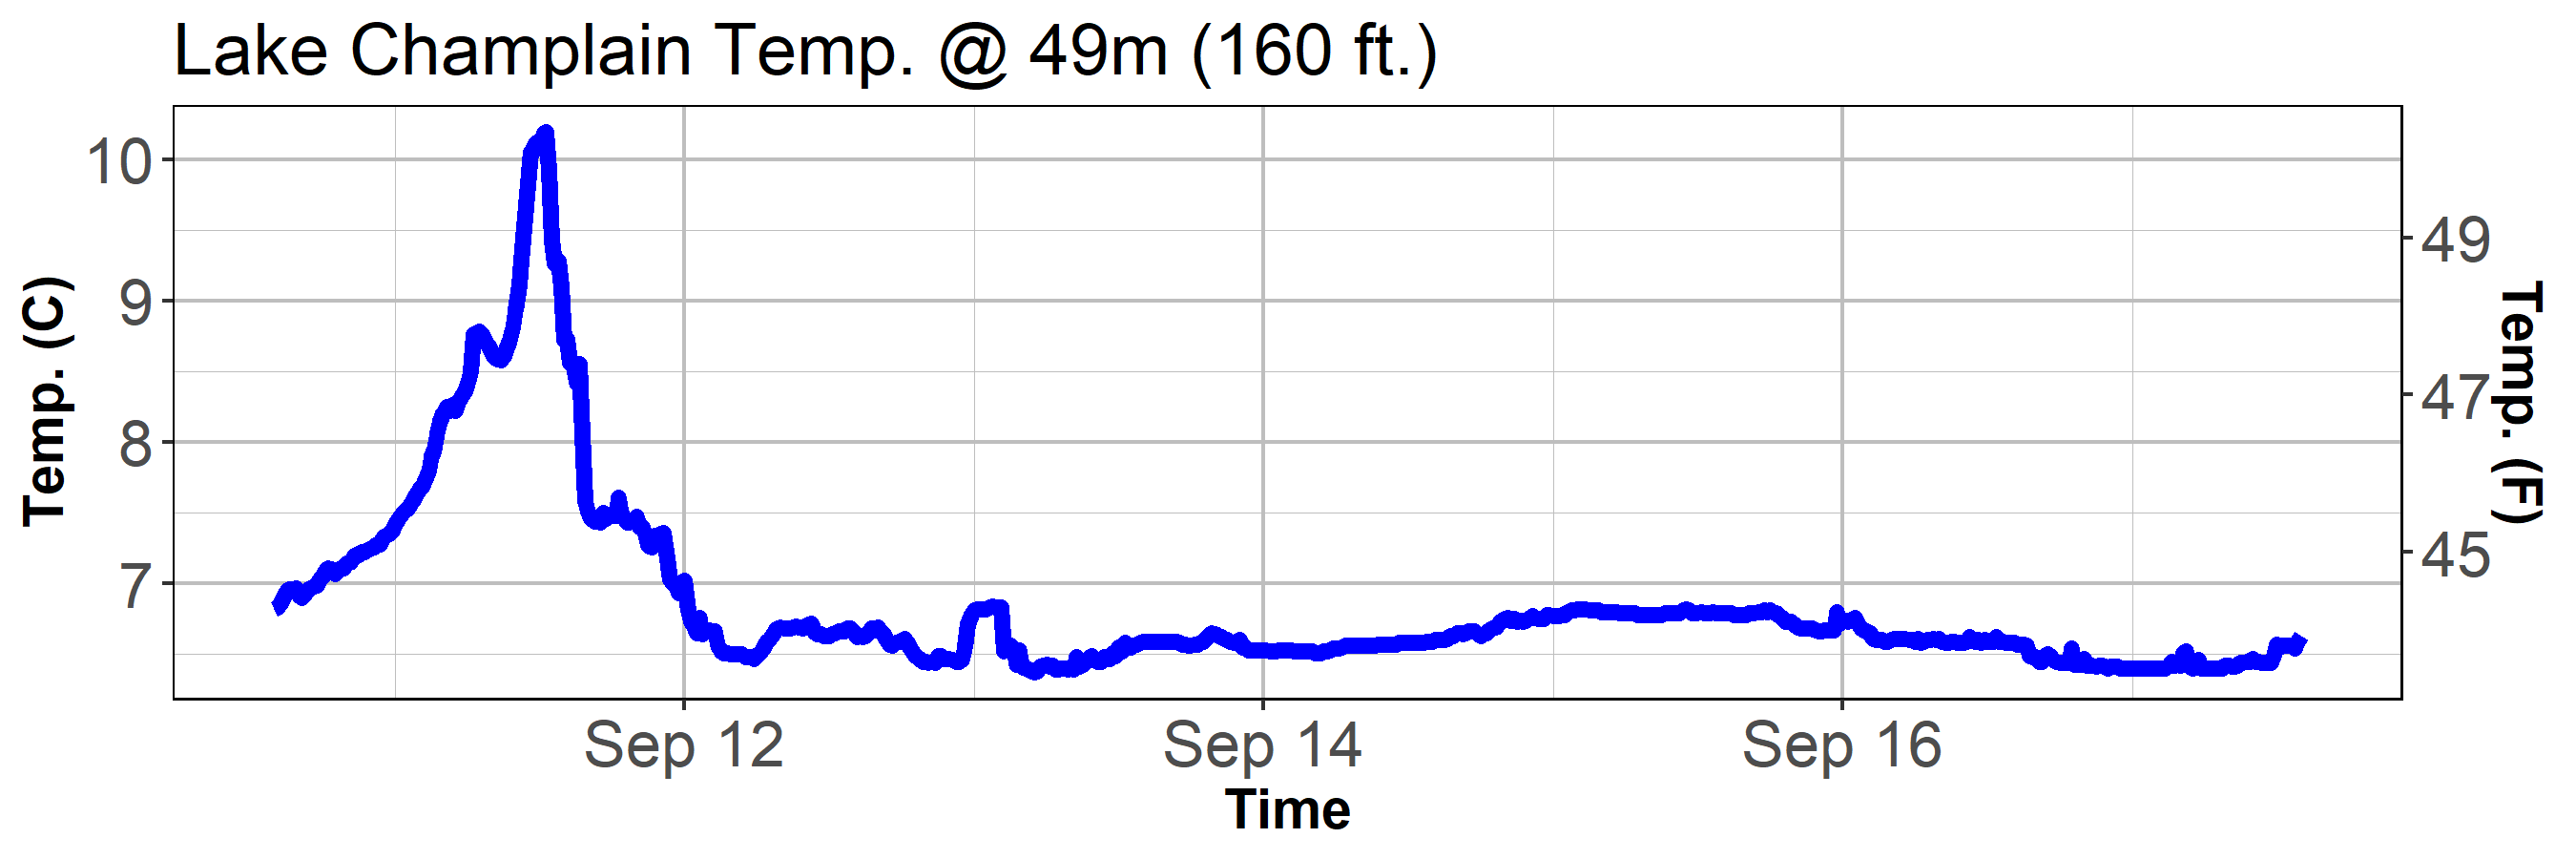 Lake Champlain Temp. @ 49m (160 ft.)
Temp. (C)
10
9
8
7
49
47
45
Temp. (F)
Sep 12 Sep 14 Sep 16
Time